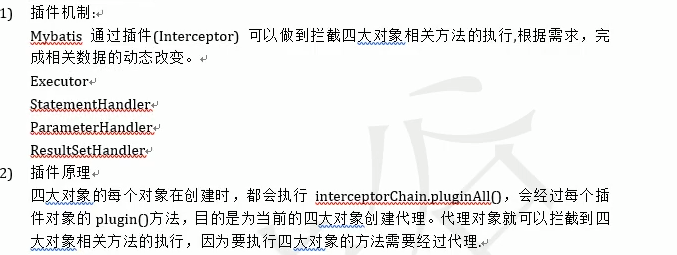 1) 插件机制:
Mybatis 通过插件(Interceptor) 可以做到拦截四大对象相关方法的执行,根据需求，完
成相关数据的动态改变。
Executor
StatementHandler
ParameterHandler
ResultSetHandler
2) 插件原理
四大对象的每个对象在创建时，都会执行 interceptorChain.pluginAll()，会经过每个插
件对象的 plugin()方法，目的是为当前的四大对象创建代理。代理对象就可以拦截到四
大对象相关方法的执行，因为要执行四大对象的方法需要经过代理.